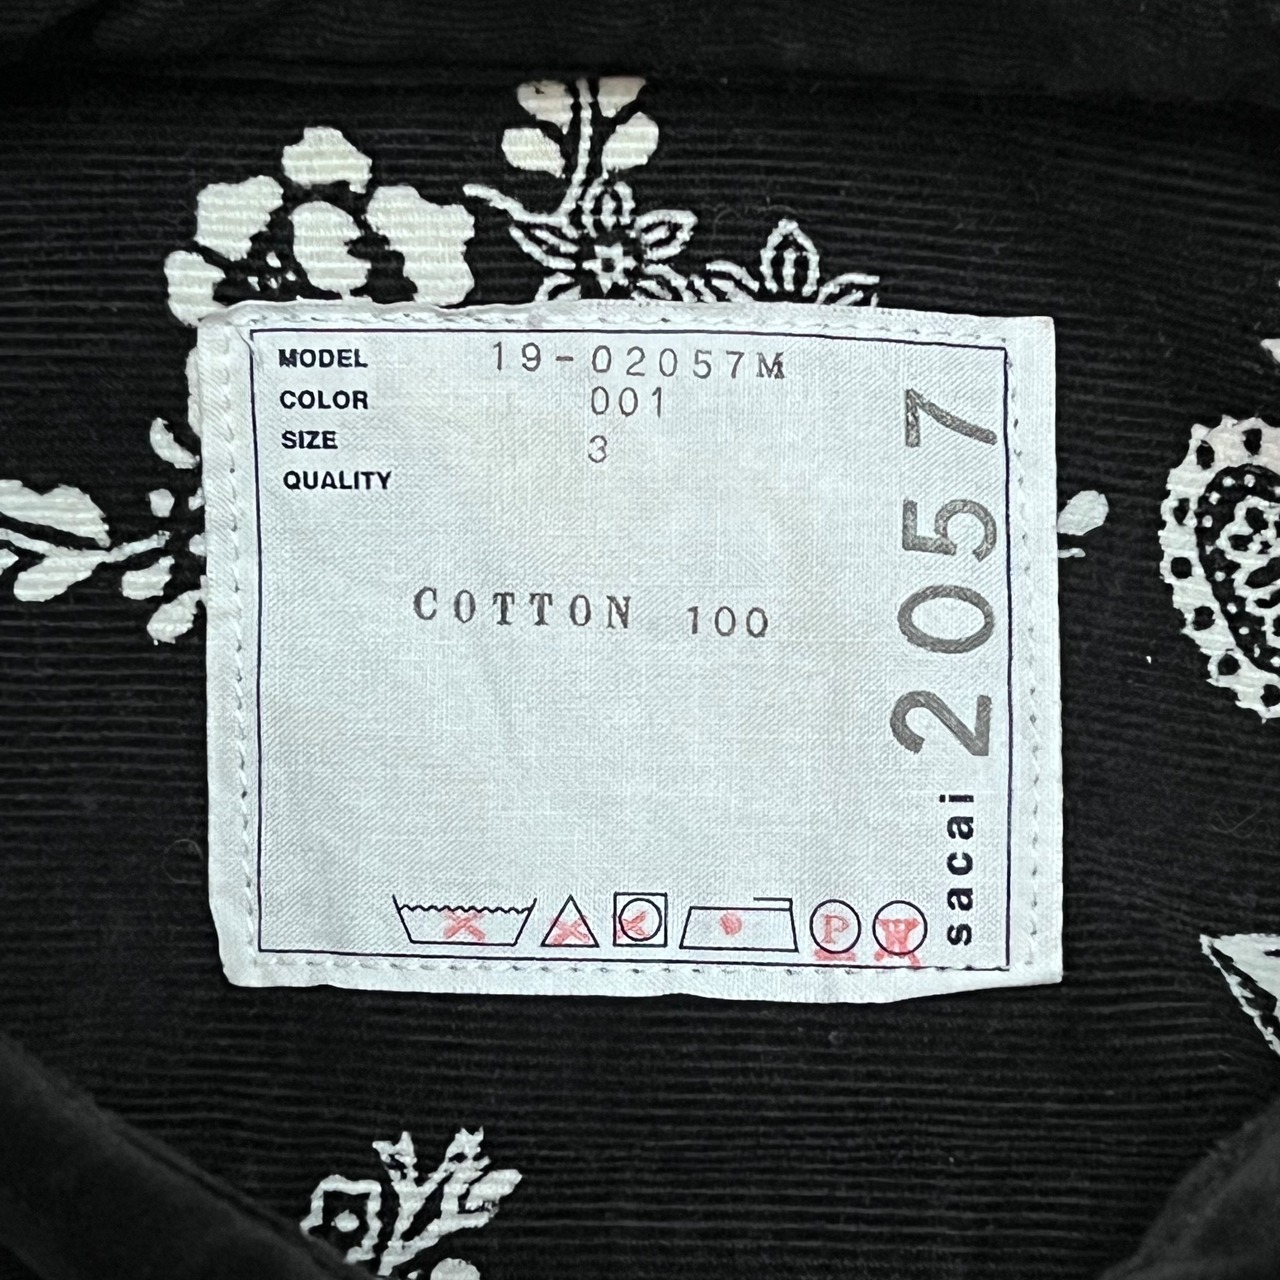 MODEL 19-02057M
COLOR 001
SIZE 3
QUALITY
COTTON 100
P
W
sacai 2057